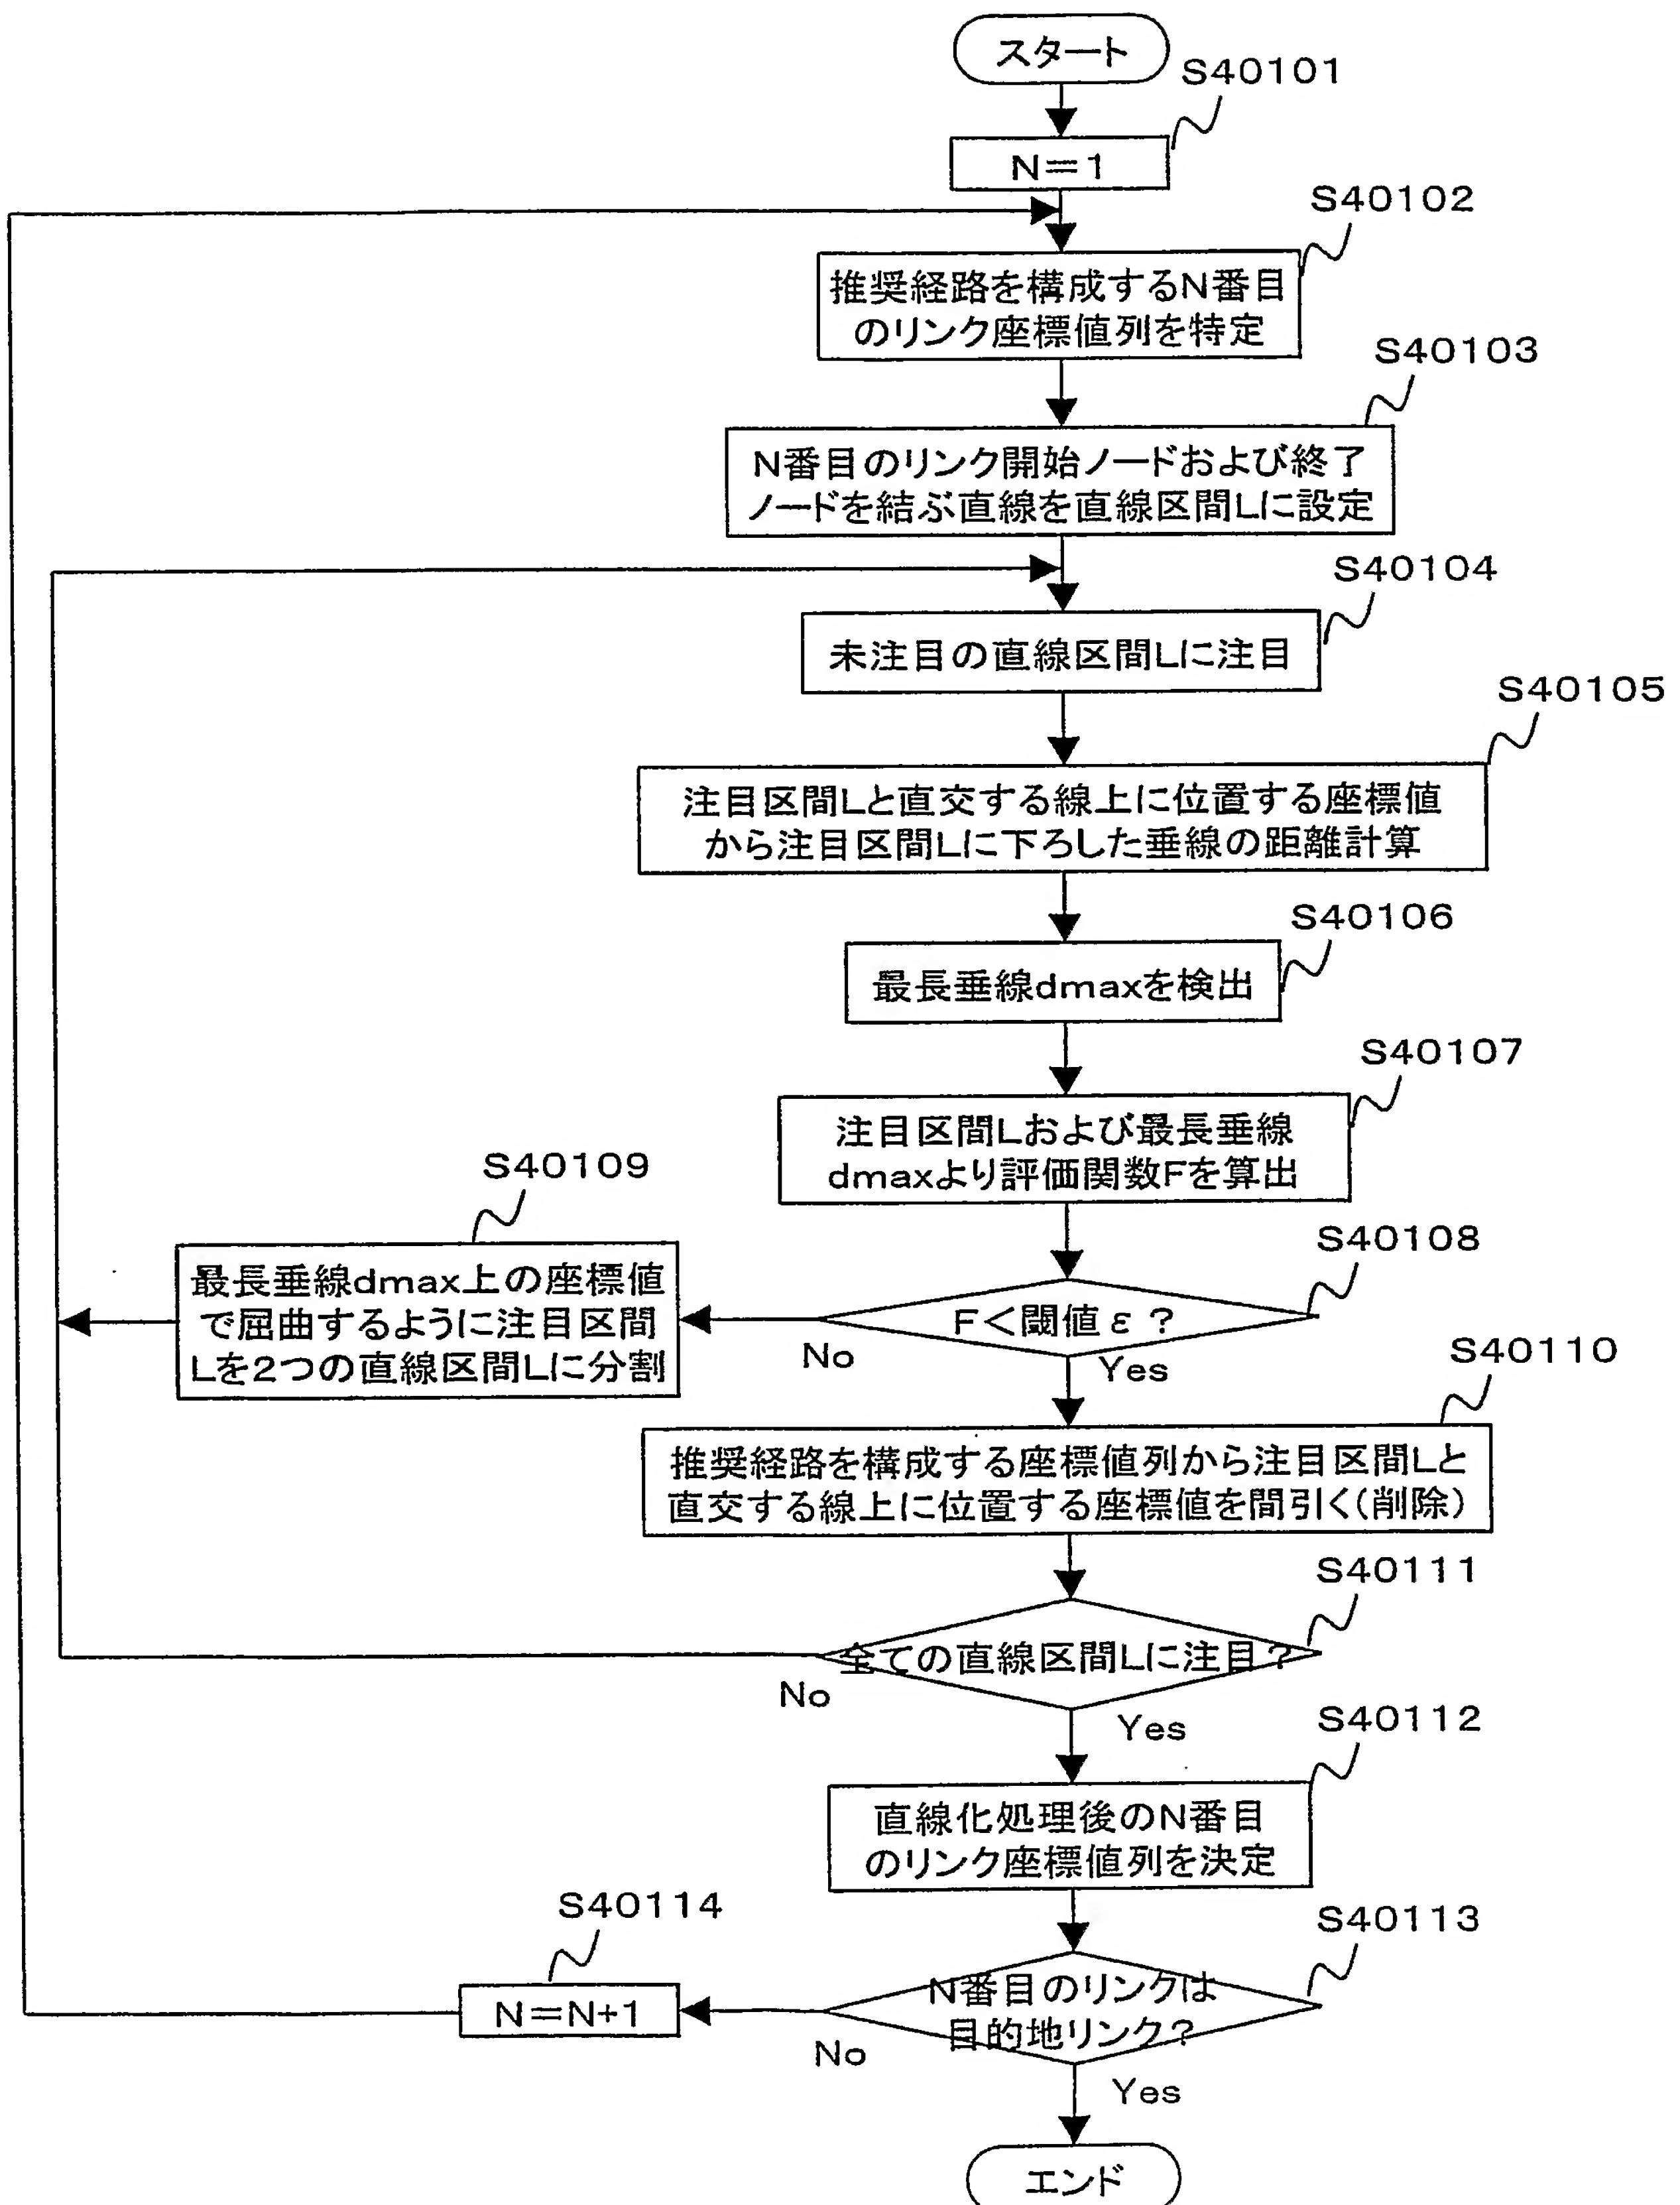 スタート
S40101
N=1
S40102
推奨経路を構成するN番目
のリンク座標値列を特定
S40103
N番目のリンク開始ノードおよび終了
ノードを結ぶ直線を直線区間Lに設定
S40104
未注目の直線区間Lに注目
S40105
注目区間Lと直交する線上に位置する座標値
から注目区間Lに下ろした垂線の距離計算
S40106
最長垂線dmaxを検出
S40107
注目区間Lおよび最長垂線
dmaxより評価関数Fを算出
S40109
最長垂線dmax上の座標値
で屈曲するように注目区間
Lを2つの直線区間Lに分割
S40108
F<閾値ε?
No
Yes
S40110
推奨経路を構成する座標値列から注目区間Lと
直交する線上に位置する座標値を間引く(削除)
S40111
全ての直線区間Lに注目?
No
Yes
S40112
直線化処理後のN番目
のリンク座標値列を決定
S40114
N=N+1
S40113
N番目のリンクは
目的地リンク?
No
Yes
エンド